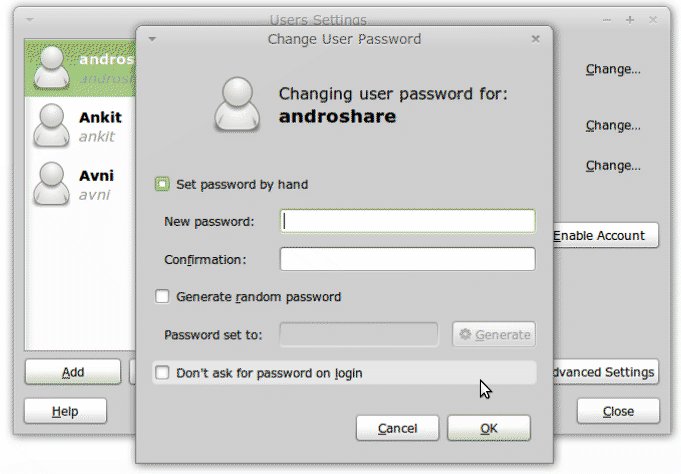 Users Settings
Change User Password
andros
androsha
Change...
Changing user password for:
androshare
Ankit
ankit
Change...
Avni
avni
Change...
Set password by hand
New password:
Enable Account
Confirmation:
Generate random password
Password set to:
Generate
Add
Don't ask for password on login
dvanced Settings
Help
Cancel
OK
Close